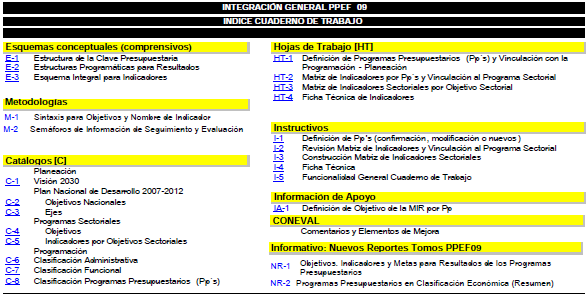 INTEGRACIÓN GENERAL PPEF 09
INDICE CUADERNO DE TRABAJO
Esquemas conceptuales (comprensivos)
E-1 Estructura de la Clave Presupuestaria
E-2 Estructuras Programáticas para Resultados
E-3 Esquema Integral para Indicadores
Metodologías
M-1 Sintaxis para Objetivos y Nombre de Indicador
M-2 Semáforos de Información de Seguimiento y Evaluación
Catálogos [C]
Planeación
C-1 Visión 2030
Plan Nacional de Desarrollo 2007-2012
C-2 Objetivos Nacionales
C-3 Ejes
Programas Sectoriales
C-4 Objetivos
C-5 Indicadores por Objetivos Sectoriales
Programación
C-6 Clasificación Administrativa
C-7 Clasificación Funcional
C-8 Clasificación Programas Presupuestarios (Pp´s)
Hojas de Trabajo [HT]
HT-1 Definición de Programas Presupuestarios (Pp´s) y Vinculación con la
Programación - Planeación
HT-2 Matriz de Indicadores por Pp´s y Vinculación al Programa Sectorial
HT-3 Matriz de Indicadores Sectoriales por Objetivo Sectorial
HT-4 Ficha Técnica de Indicadores
Instructivos
I-1 Definición de Pp's (confirmación, modificación o nuevos)
I-2 Revisión Matriz de Indicadores y Vinculación al Programa Sectorial
I-3 Construcción Matriz de Indicadores Sectoriales
I-4 Ficha Técnica
I-5 Funcionalidad General Cuaderno de Trabajo
Información de Apoyo
IA-1 Definición de Objetivo de la MIR por Pp
CONEVAL
Comentarios y Elementos de Mejora
Informativo: Nuevos Reportes Tomos PPEF09
NR-1 Objetivos. Indicadores y Metas para Resultados de los Programas
Presupuestarios
NR-2 Programas Presupuestarios en Clasificación Económica (Resumen)